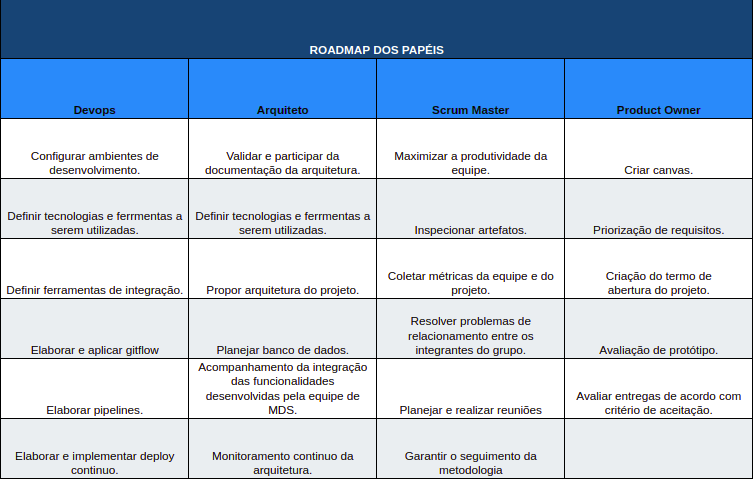 ROADMAP DOS PAPÉIS
Devops
Arquiteto
Scrum Master
Product Owner
Configurar ambientes de
desenvolvimento.
Validar e participar da
documentação da arquitetura.
Maximizar a produtividade da
equipe.
Criar canvas.
Definir tecnologias e ferrmentas a
serem utilizadas.
Definir tecnologias e ferrmentas a
serem utilizadas.
Inspecionar artefatos.
Priorização de requisitos.
Definir ferramentas de integração.
Propor arquitetura do projeto.
Coletar métricas da equipe e do
projeto.
Criação do termo de
abertura do projeto.
Elaborar e aplicar gitflow
Planejar banco de dados.
Resolver problemas de
relacionamento entre os
integrantes do grupo.
Avaliação de protótipo.
Elaborar pipelines.
Acompanhamento da integração
das funcionalidades
desenvolvidas pela equipe de
MDS.
Planejar e realizar reuniões
Avaliar entregas de acordo com
critério de aceitação.
Elaborar e implementar deploy
continuo.
Monitoramento continuo da
arquitetura.
Garantir o seguimento da
metodologia